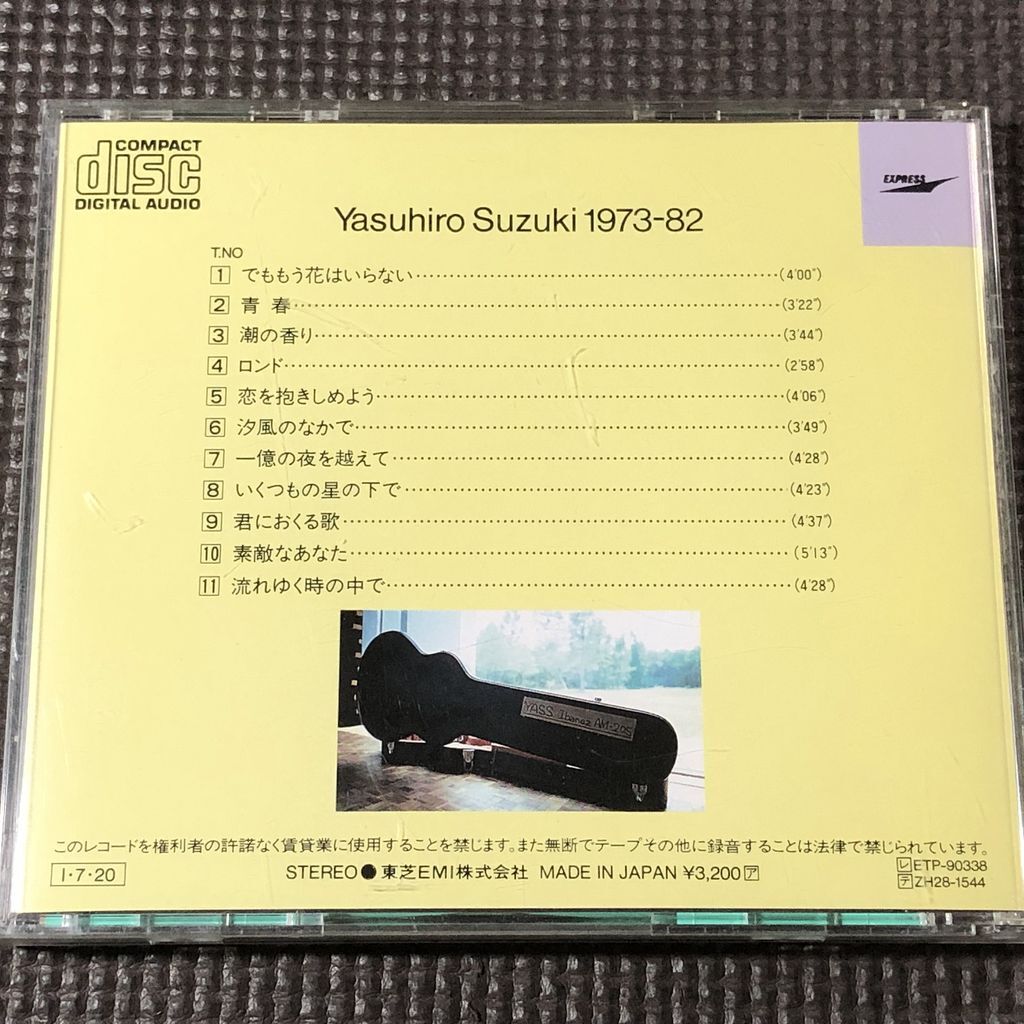 COMPACT
disc
DIGITAL AUDIO
EXPRESS
Yasuhiro Suzuki 1973-82
T.NO
1 でももう花はいらない (4'00")
2 青春 (3'22")
3 潮の香り (3'44")
4 ロンド (2'58")
5 恋を抱きしめよう (4'06")
6 汐風のなかで (3'49")
7 一億の夜を越えて (4'28")
8 いくつもの星の下で (4'23")
9 君におくる歌 (4'37")
10 素敵なあなた (5'13")
11 流れゆく時の中で (4'28")
YASS Ibanez AM-205
このレコードを権利者の許諾なく賃貸業に使用することを禁じます。また無断でテープその他に録音することは法律で禁じられています。
I・7・20 STEREO ● 東芝EMI株式会社 MADE IN JAPAN ¥3,200 ア レ ETP-90338
テ ZH28-1544